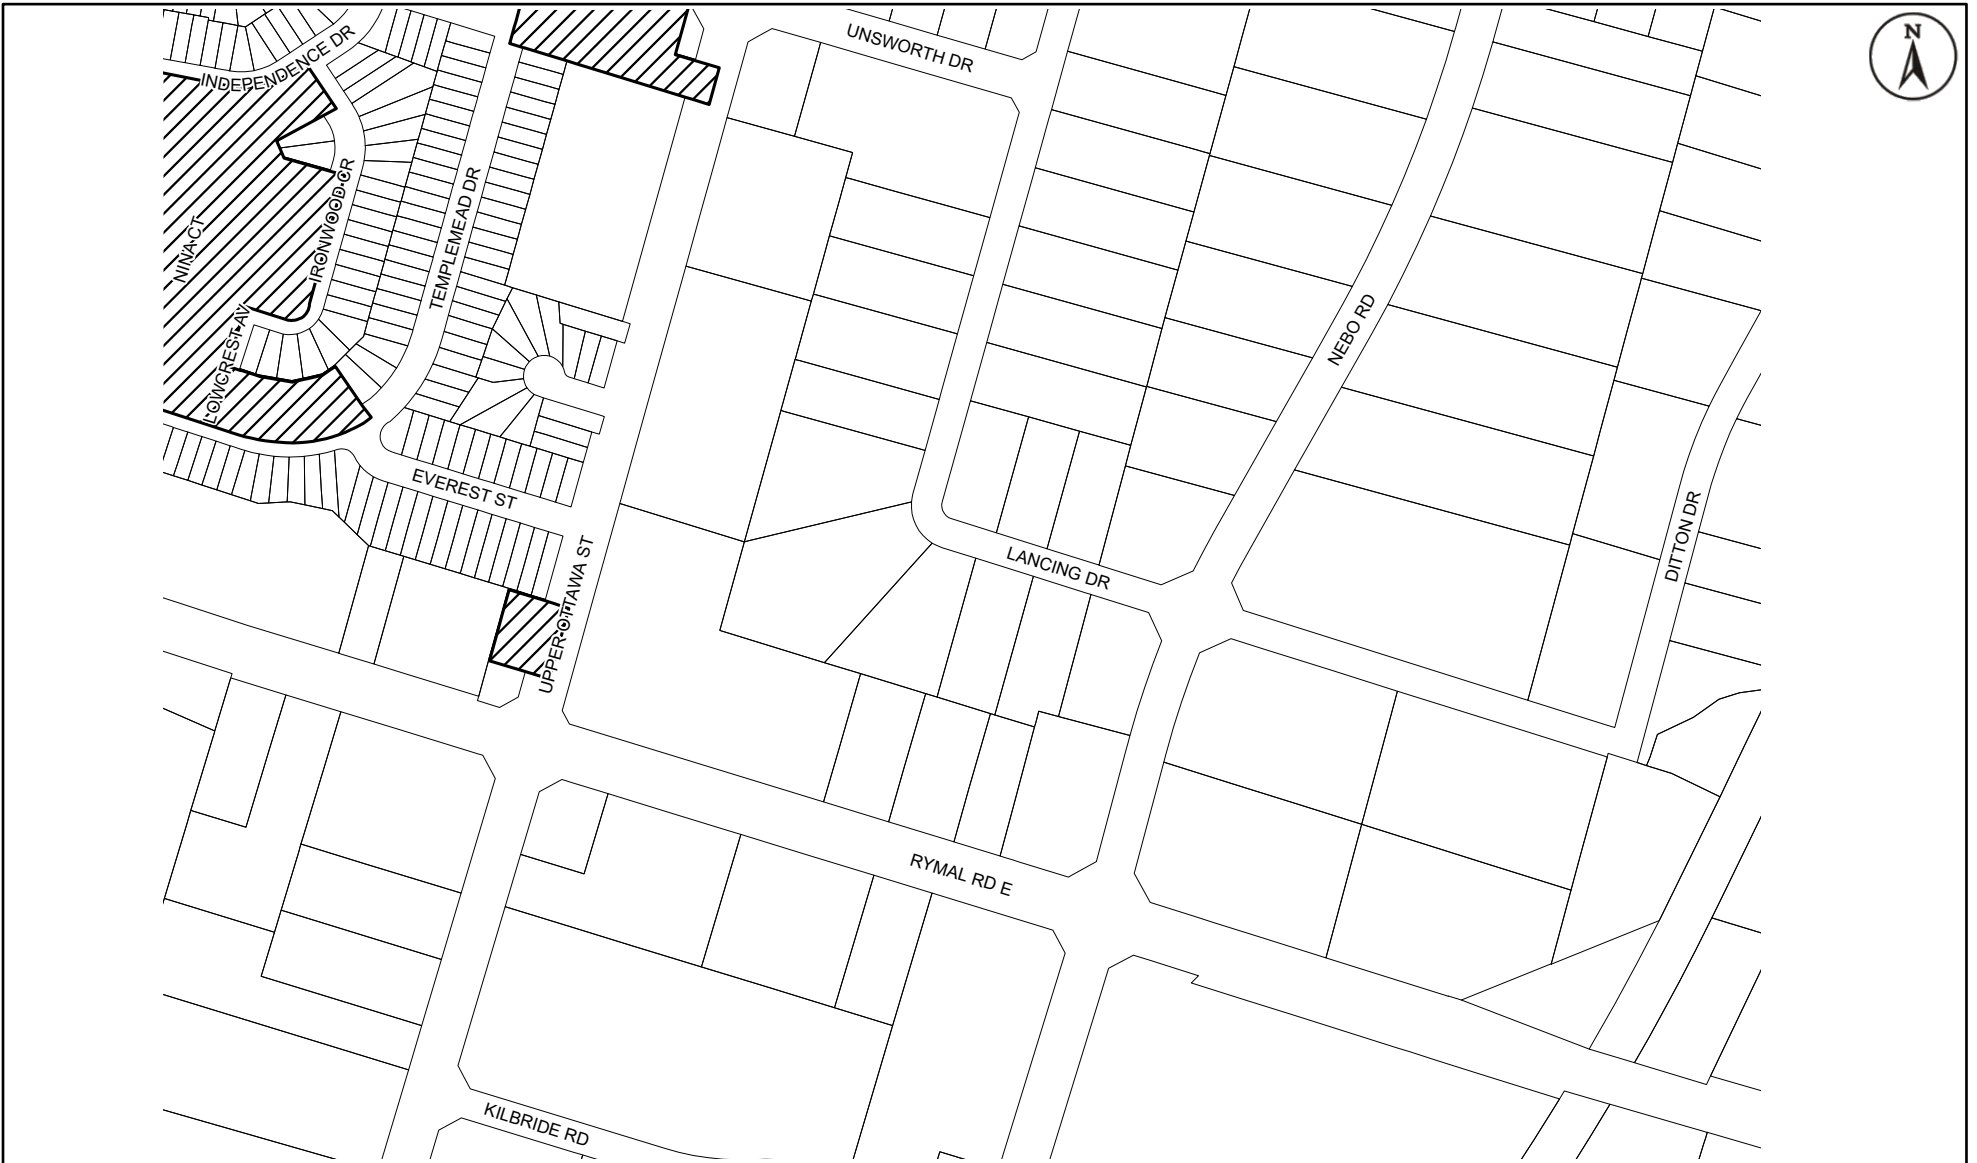 UNSWORTH DR
N
INDEPENDENCE DR
IRONWOOD CR
TEMPLEMEAD DR
NINA CT
LOWCREST AV
NEBO RD
EVEREST ST
DITTON DR
LANCING DR
UPPER OTTAWA ST
RYMAL RD E
KILBRIDE RD